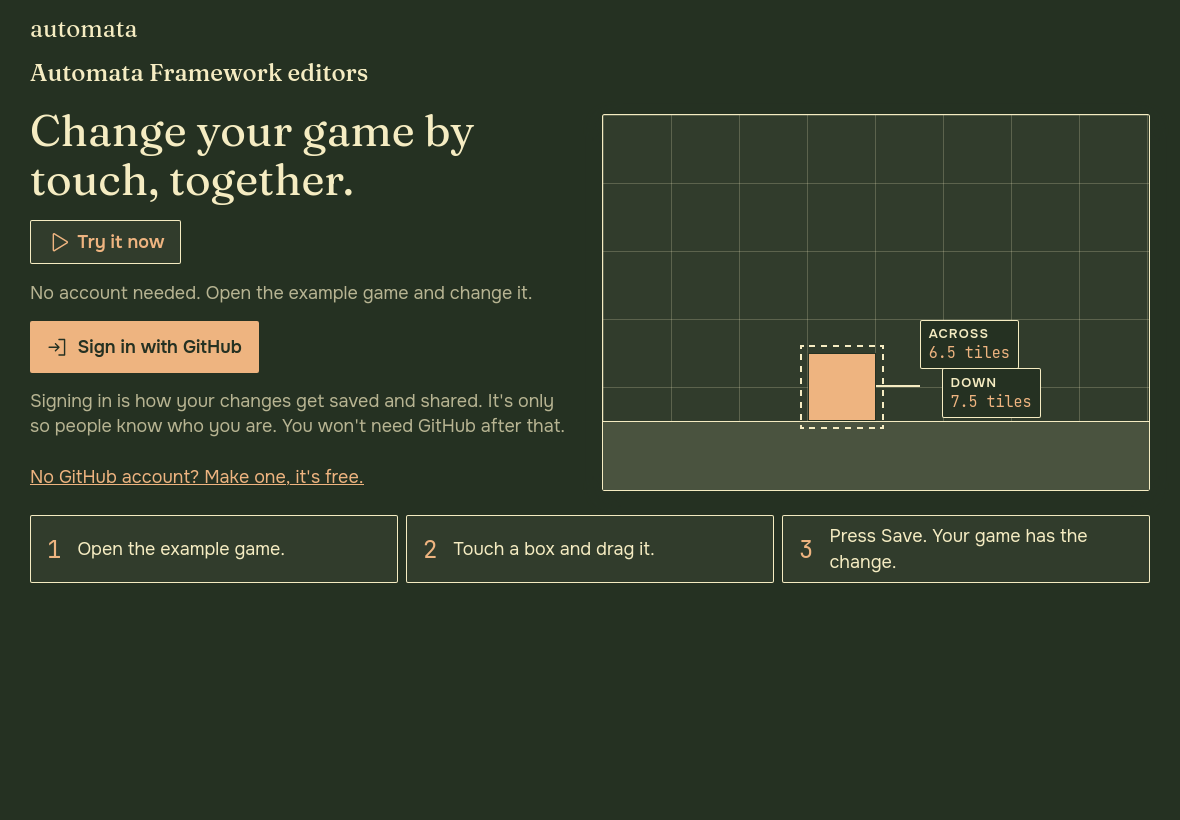 automata
Automata Framework editors
Change your game by
touch, together.
Try it now
No account needed. Open the example game and change it.
Sign in with GitHub
Signing in is how your changes get saved and shared. It's only
so people know who you are. You won't need GitHub after that.
No GitHub account? Make one, it's free.
ACROSS
6.5 tiles
DOWN
7.5 tiles
1 Open the example game.
2 Touch a box and drag it.
3 Press Save. Your game has the
change.